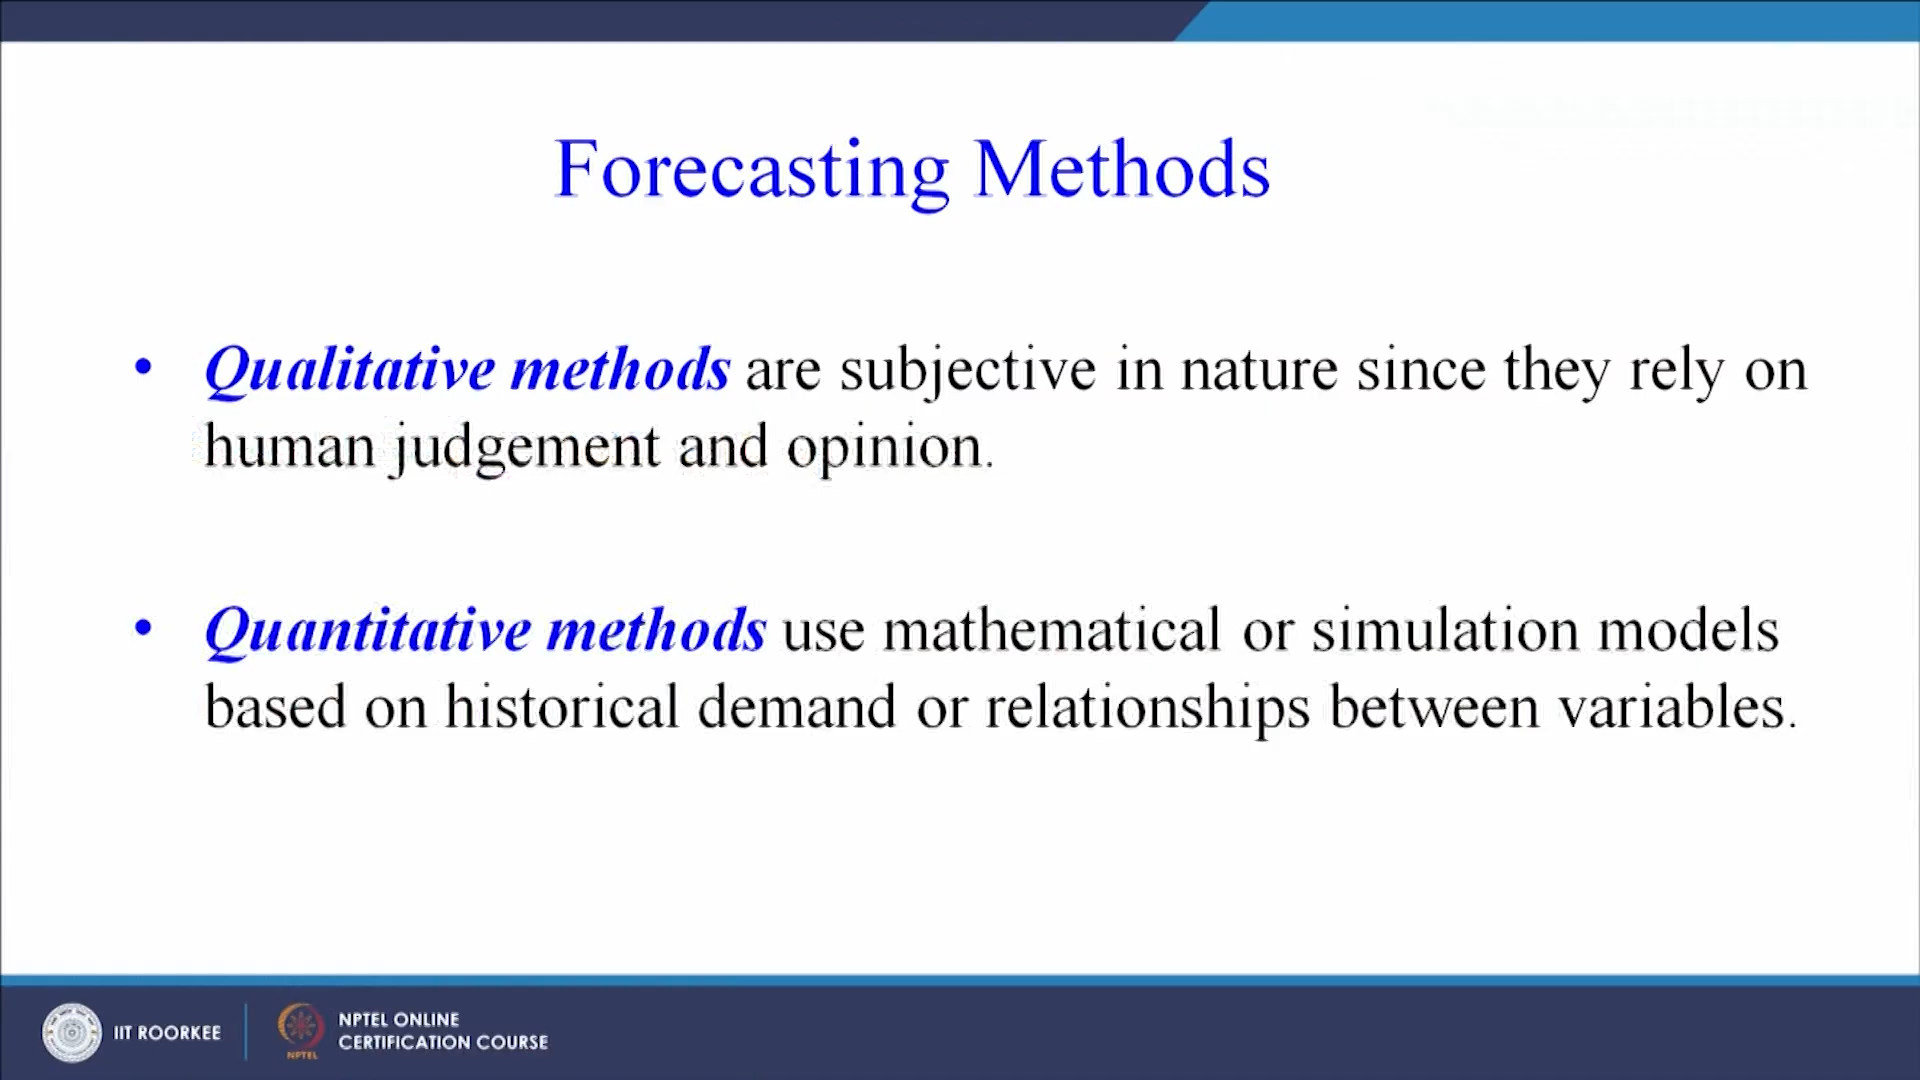 Forecasting Methods
• Qualitative methods are subjective in nature since they rely on
human judgement and opinion.
• Quantitative methods use mathematical or simulation models
based on historical demand or relationships between variables.
IIT ROORKEE
NPTEL
NPTEL ONLINE
CERTIFICATION COURSE